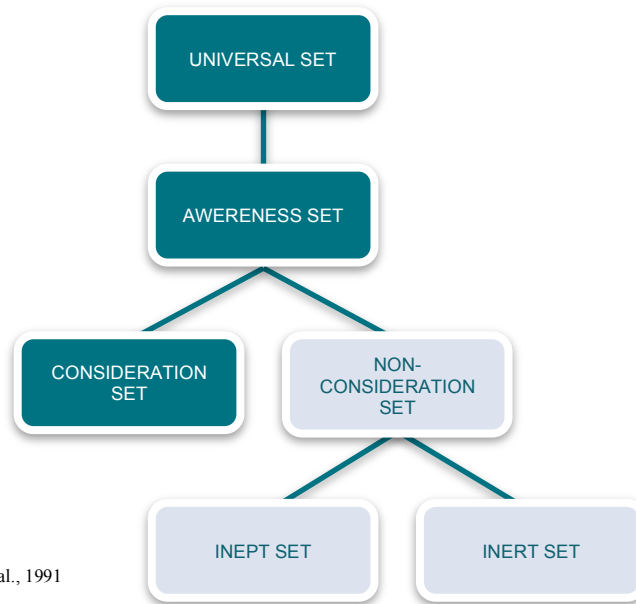 UNIVERSAL SET
AWERENESS SET
CONSIDERATION
SET
NON-
CONSIDERATION
SET
INEPT SET
INERT SET
al., 1991